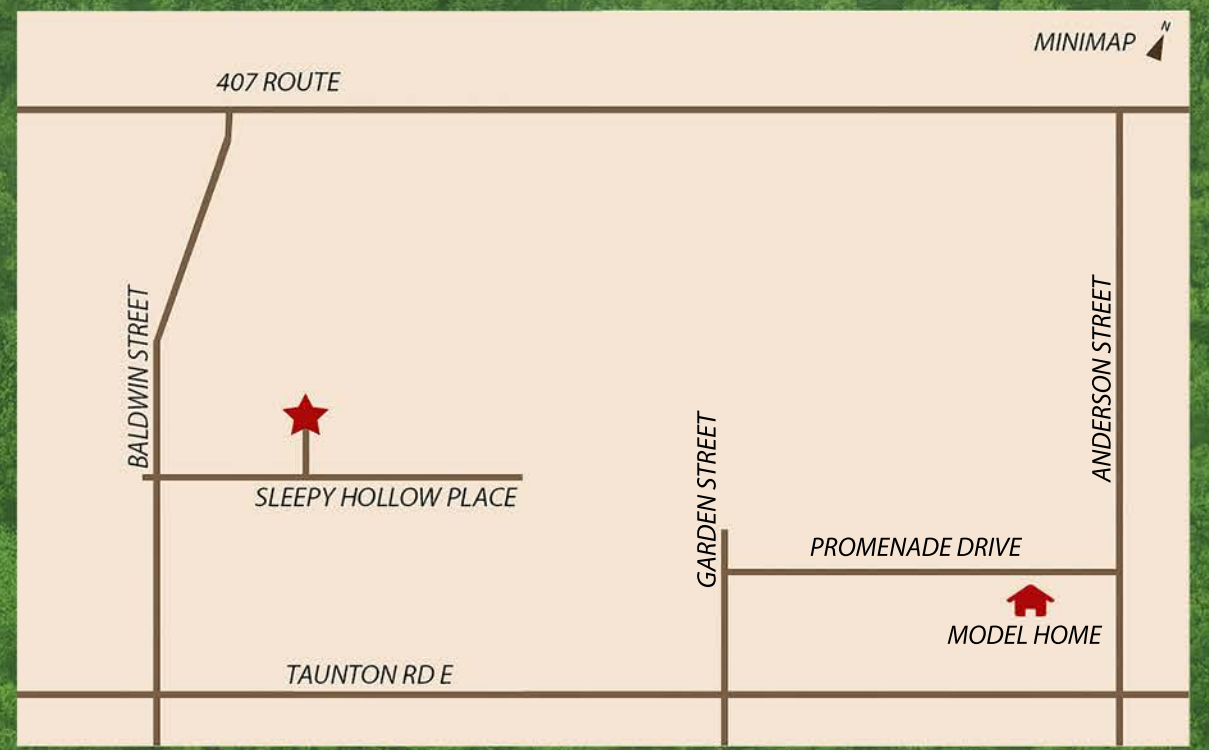 N
MINIMAP
407 ROUTE
BALDWIN STREET
ANDERSON STREET
GARDEN STREET
SLEEPY HOLLOW PLACE
PROMENADE DRIVE
MODEL HOME
TAUNTON RD E